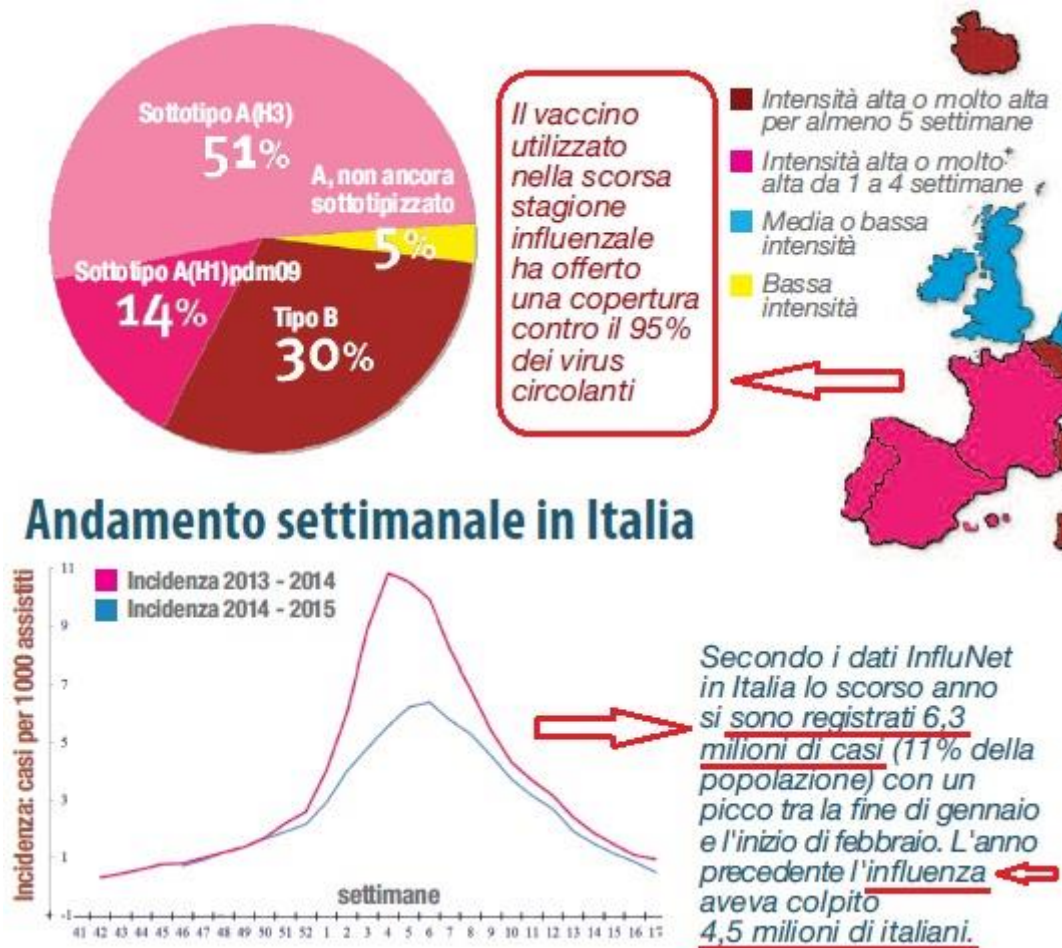 Sottotipo A(H3)
51%
A, non ancora
sottotipizzato
5%
Sottotipo A(H1)pdm09
14%
Tipo B
30%
Il vaccino
utilizzato
nella scorsa
stagione
influenzale
ha offerto
una copertura
contro il 95%
dei virus
circolanti
Intensità alta o molto alta
per almeno 5 settimane
Intensità alta o molto
alta da 1 a 4 settimane
Media o bassa
intensità
Bassa
intensità
Andamento settimanale in Italia
Incidenza: casi per 1000 assistiti
11
9
7
5
3
1
-1
Incidenza 2013 - 2014
Incidenza 2014 - 2015
settimane
41 42 43 44 45 46 47 48 49 50 51 52 1 2 3 4 5 6 7 8 9 10 11 12 13 14 15 16 17
Secondo i dati InfluNet
in Italia lo scorso anno
si sono registrati 6,3
milioni di casi (11% della
popolazione) con un
picco tra la fine di gennaio
e l'inizio di febbraio. L'anno
precedente l'influenza
aveva colpito
4,5 milioni di italiani.